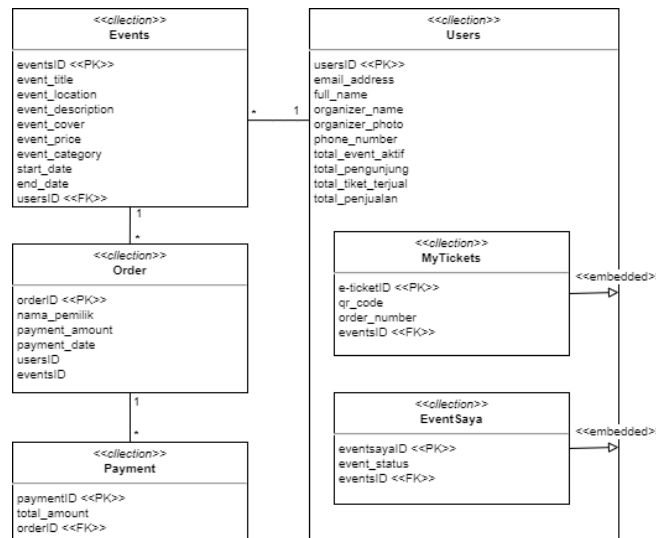 <<cllection>>
Events
eventsID <<PK>>
event_title
event_location
event_description
event_cover
event_price
event_category
start_date
end_date
usersID <<FK>>
* 1
<<cllection>>
Users
usersID <<PK>>
email_address
full_name
organizer_name
organizer_photo
phone_number
total_event_aktif
total_pengunjung
total_tiket_terjual
total_penjualan
1
*
<<cllection>>
Order
orderID <<PK>>
nama_pemilik
payment_amount
payment_date
usersID
eventsID
<<cllection>>
MyTickets
e-ticketID <<PK>>
qr_code
order_number
eventsID <<FK>>
<<embedded>>
1
*
<<cllection>>
Payment
paymentID <<PK>>
total_amount
orderID <<FK>>
<<cllection>>
EventSaya
eventsayaID <<PK>>
event_status
eventsID <<FK>>
<<embedded>>